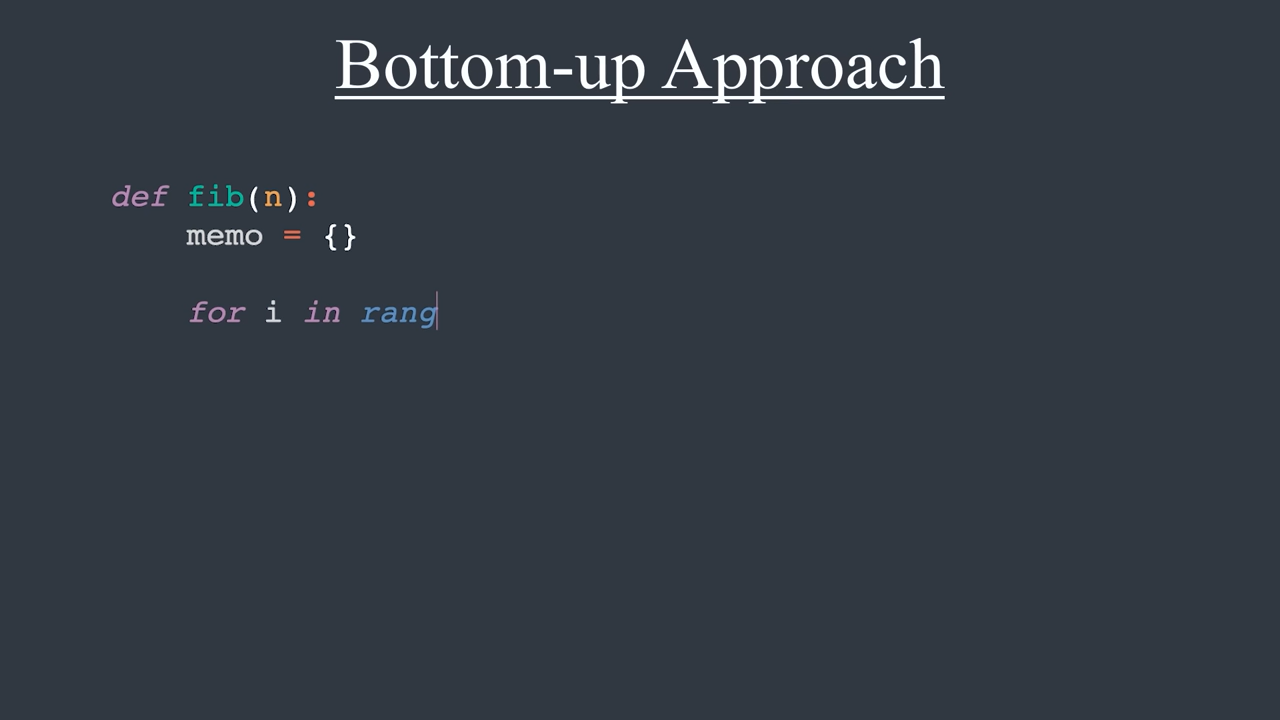 Bottom-up Approach
def fib(n):
    memo = {}
    for i in rang